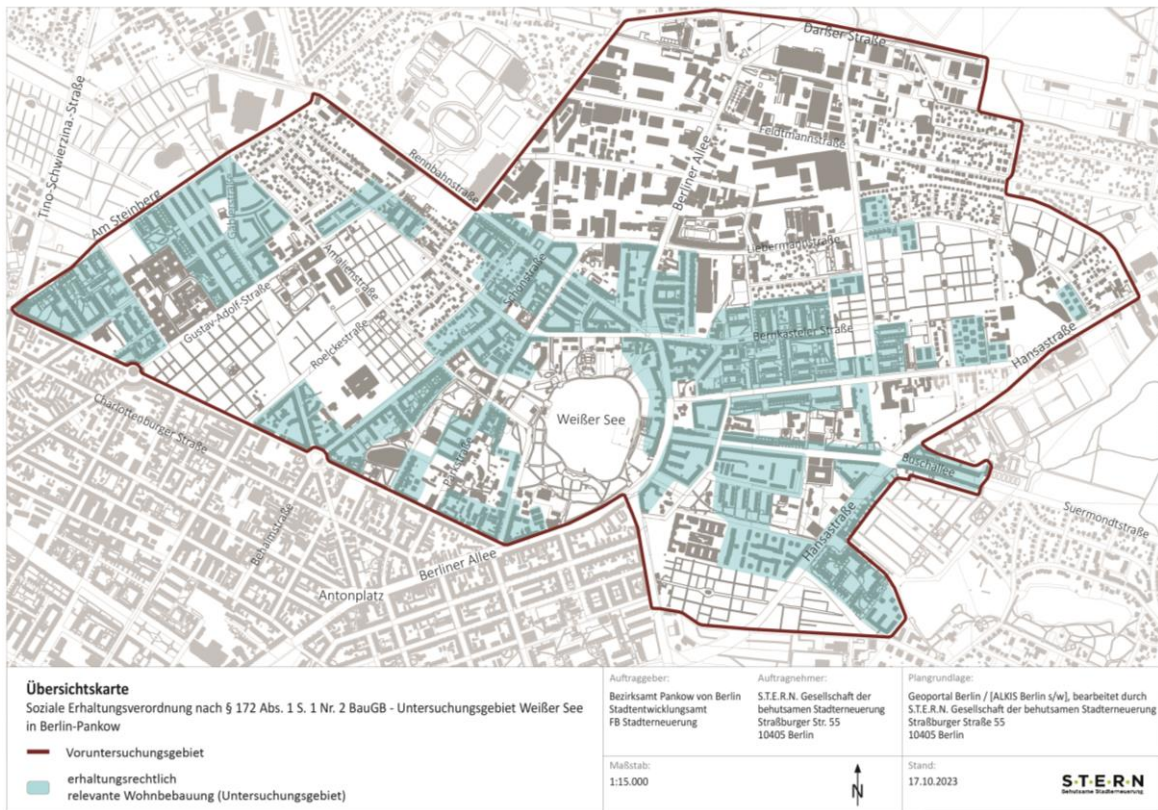 Darßer Straße
Tino-Schwierzina.-Straße
Rennbahnstraße
Feldtmannstraße
Berliner Allee
Am Steinberg
Amalienstraße
Liebermannstraße
Schönstraße
Gustav-Adolf-Straße
Roelckestraße
Bernkasteler Straße
Hansastraße
Charlottenburger Straße
Weißer See
Parkstraße
Buschallee
Behaimstraße
Hansastraße
Suermondtstraße
Berliner Allee
Antonplatz
Übersichtskarte
Soziale Erhaltungsverordnung nach § 172 Abs. 1 S. 1 Nr. 2 BauGB - Untersuchungsgebiet Weißer See
in Berlin-Pankow
Voruntersuchungsgebiet
erhaltungsrechtlich
relevante Wohnbebauung (Untersuchungsgebiet)
Auftraggeber:
Bezirksamt Pankow von Berlin
Stadtentwicklungsamt
FB Stadterneuerung
Auftragnehmer:
S.T.E.R.N. Gesellschaft der
behutsamen Stadterneuerung
Straßburger Str. 55
10405 Berlin
Plangrundlage:
Geoportal Berlin / [ALKIS Berlin s/w], bearbeitet durch
S.T.E.R.N. Gesellschaft der behutsamen Stadterneuerung
Straßburger Straße 55
10405 Berlin
Maßstab:
1:15.000
N
Stand:
17.10.2023
S·T·E·R·N
Behutsame Stadterneuerung